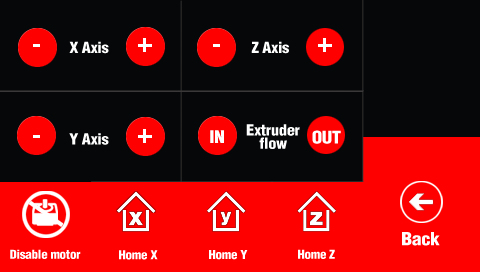 - X Axis +
- Z Axis +
- Y Axis +
IN Extruder flow OUT
X
y
Z
Disable motor
Home X
Home Y
Home Z
Back